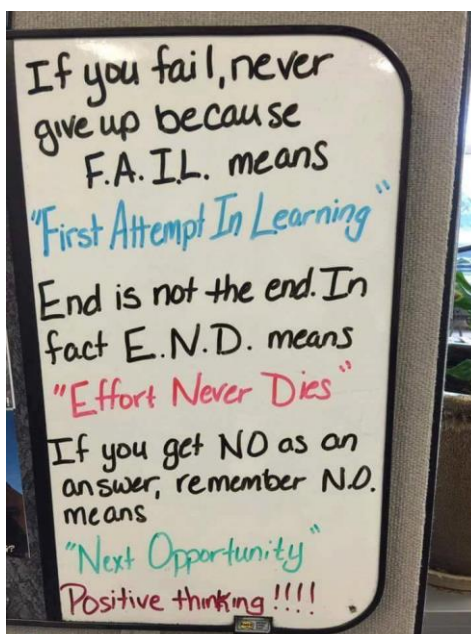 If you fail, never
give up because
F.A.I.L. means
"First Attempt In Learning"
End is not the end. In
fact E.N.D. means
"Effort Never Dies"
If you get NO as an
answer, remember N.O.
means
"Next Opportunity"
Positive thinking !!!!